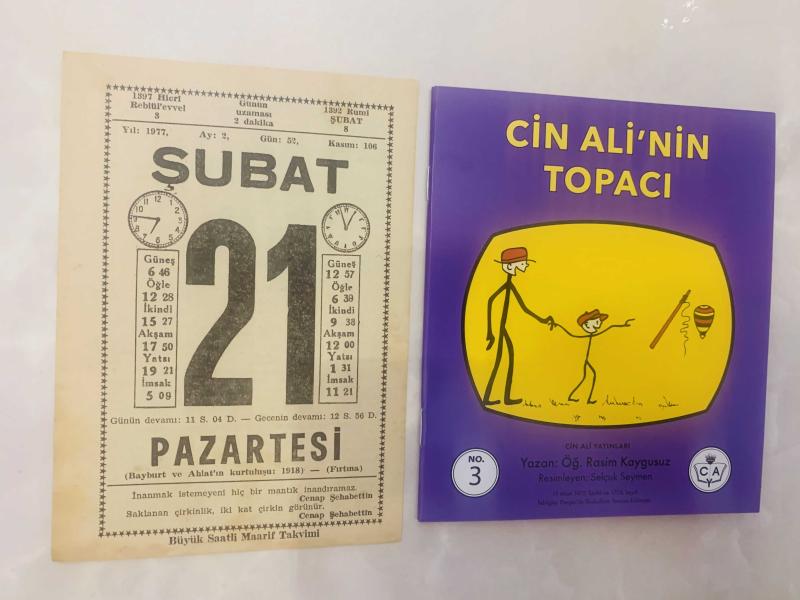 1397 Hicrî
Rebiül'evvel
3
Günün
uzaması
2 dakika
1392 Rumî
ŞUBAT
8
Yıl: 1977,
Ay: 2,
Gün: 52,
Kasım: 106
ŞUBAT
21
Güneş
6 46
Öğle
12 28
İkindi
15 27
Akşam
17 50
Yatsı
19 21
İmsak
5 09
Güneş
12 57
Öğle
6 39
İkindi
9 38
Akşam
12 00
Yatsı
1 31
İmsak
11 21
Günün devamı: 11 S. 04 D. — Gecenin devamı: 12 S. 56 D.
PAZARTESİ
(Bayburt ve Ahlat'ın kurtuluşu: 1918) — (Fırtına)
İnanmak istemeyeni hiç bir mantık inandıramaz.
Cenap Şehabettin
Saklanan çirkinlik, iki kat çirkin görünür.
Cenap Şehabettin
Büyük Saatli Maarif Takvimi
CİN ALİ'NİN
TOPACI
CİN ALİ YAYINLARI
NO.
3
Yazan: Öğ. Rasim Kaygusuz
Resimleyen: Selçuk Seymen
C A
Y